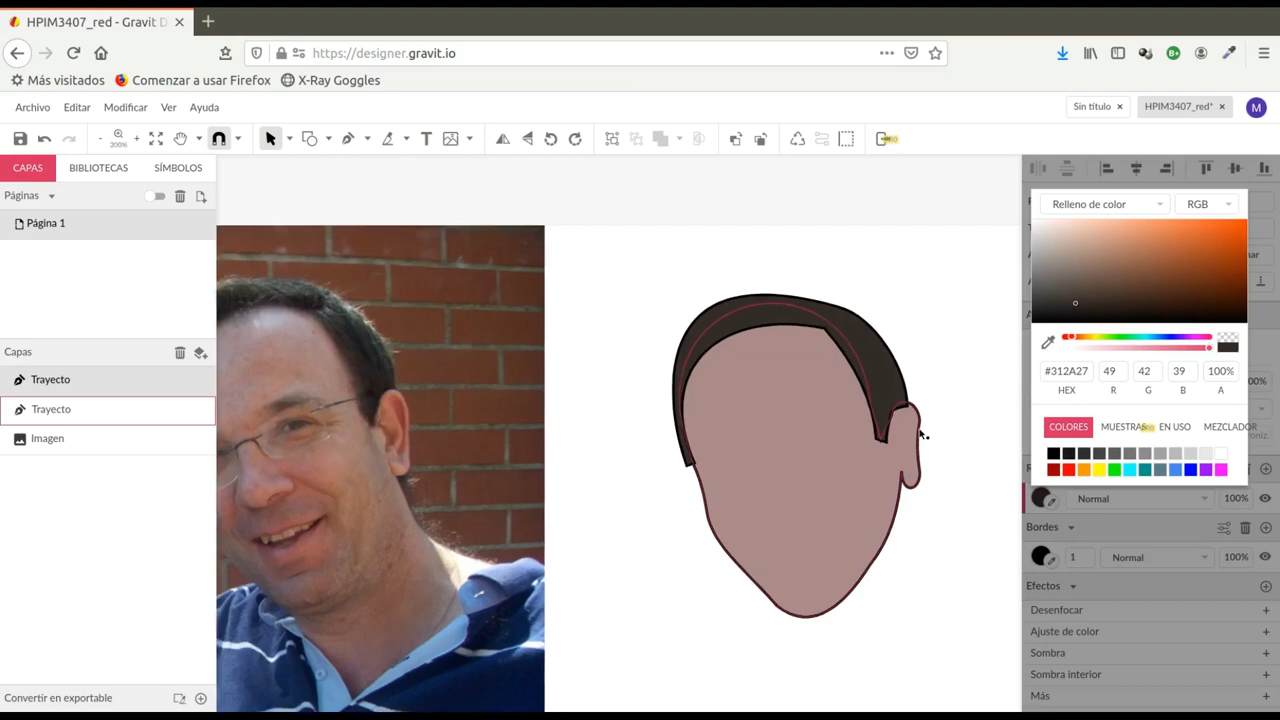 HPIM3407_red - Gravit D
https://designer.gravit.io
Más visitados Comenzar a usar Firefox X-Ray Goggles
Archivo Editar Modificar Ver Ayuda Sin título HPIM3407_red* M
200%
CAPAS BIBLIOTECAS SÍMBOLOS
Páginas
Página 1
Relleno de color RGB
#312A27 49 42 39 100%
HEX R G B A
Capas
Trayecto
Trayecto
Imagen
COLORES MUESTRAS EN USO MEZCLADOR
Normal 100%
Bordes
1 Normal 100%
Efectos
Desenfocar
Ajuste de color
Sombra
Sombra interior
Más
Convertir en exportable